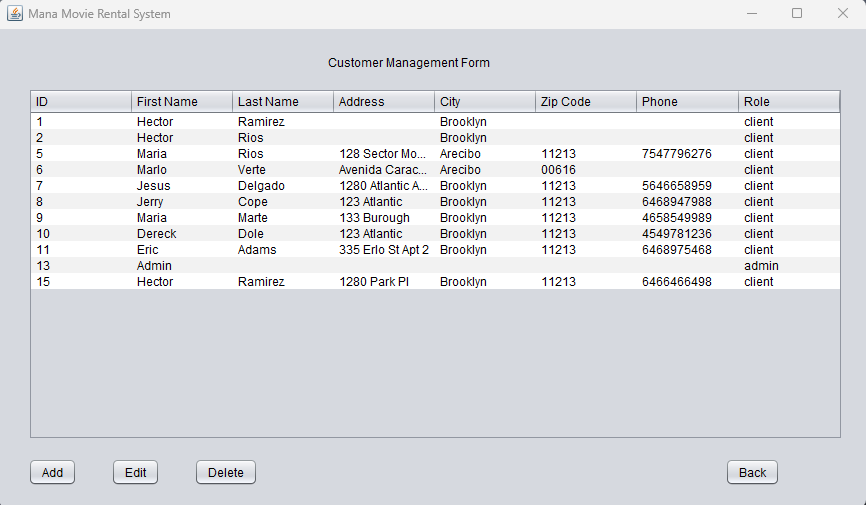 Mana Movie Rental System
Customer Management Form
ID First Name Last Name Address City Zip Code Phone Role
1 Hector Ramirez Brooklyn client
2 Hector Rios Brooklyn client
5 Maria Rios 128 Sector Mo... Arecibo 11213 7547796276 client
6 Marlo Verte Avenida Carac... Arecibo 00616 client
7 Jesus Delgado 1280 Atlantic A... Brooklyn 11213 5646658959 client
8 Jerry Cope 123 Atlantic Brooklyn 11213 6468947988 client
9 Maria Marte 133 Burough Brooklyn 11213 4658549989 client
10 Dereck Dole 123 Atlantic Brooklyn 11213 4549781236 client
11 Eric Adams 335 Erlo St Apt 2 Brooklyn 11213 6468975468 client
13 Admin admin
15 Hector Ramirez 1280 Park Pl Brooklyn 11213 6466466498 client
Add Edit Delete Back